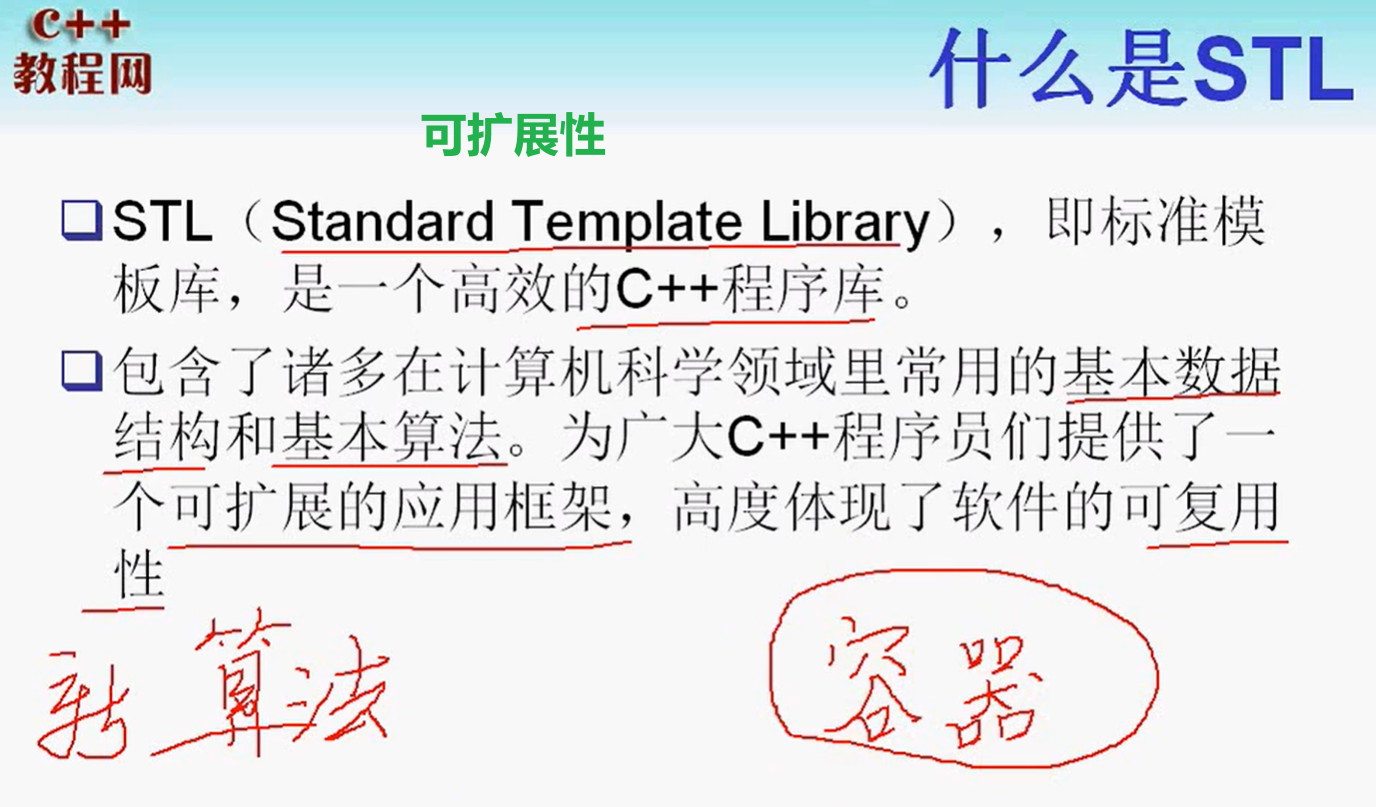 C++
教程网
什么是STL
可扩展性
STL（Standard Template Library），即标准模
板库，是一个高效的C++程序库。
包含了诸多在计算机科学领域里常用的基本数据
结构和基本算法。为广大C++程序员们提供了一
个可扩展的应用框架，高度体现了软件的可复用
性
新 算法
容器